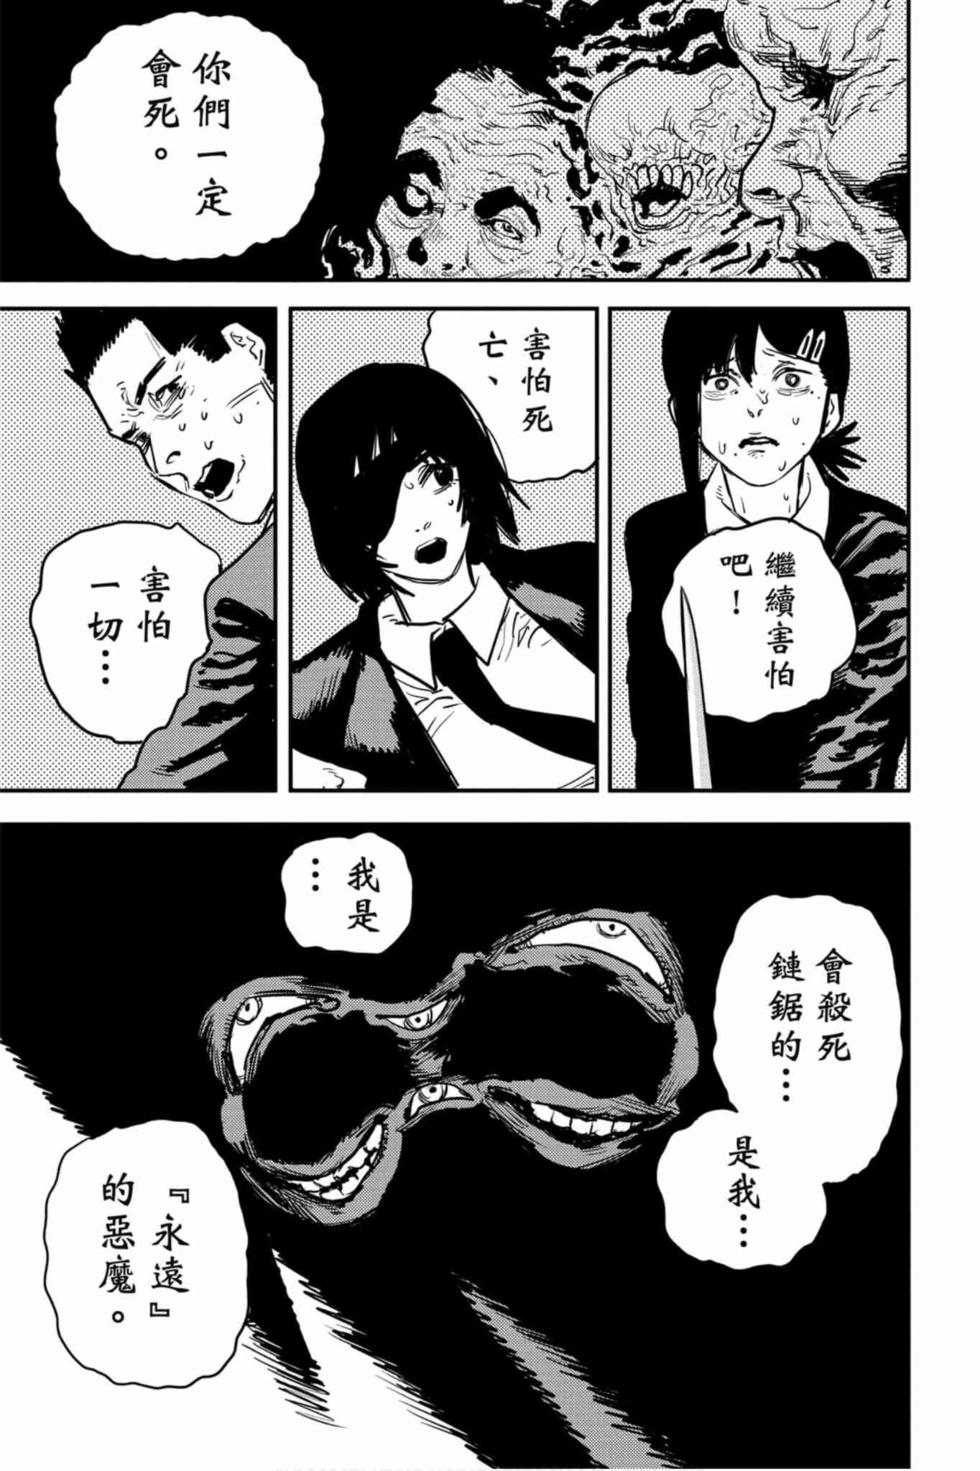 你們一定
會死。
繼續害怕
吧！
害怕死
亡、
害怕
一切…
會殺死
鏈鋸的…
是我…
我是
…
『永遠』
的惡魔。